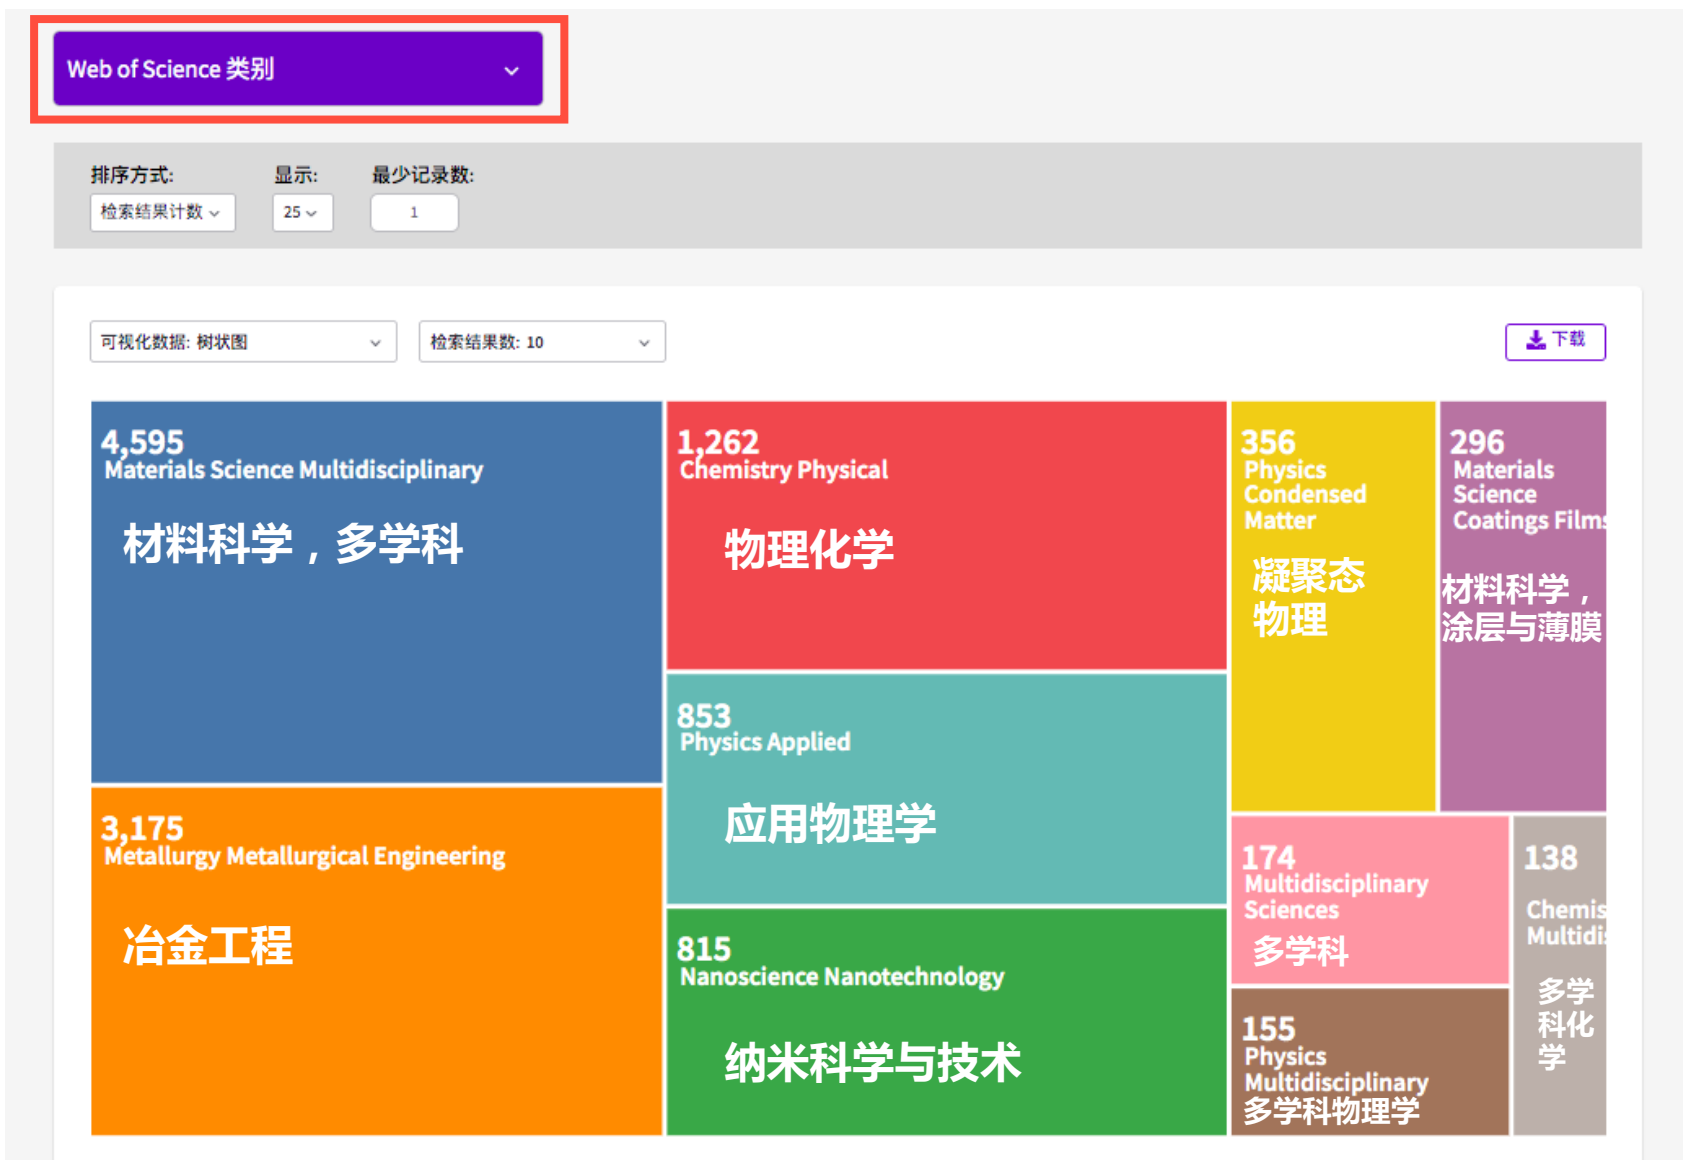 Web of Science 类别
排序方式:
显示:
最少记录数:
检索结果计数
25
1
可视化数据: 树状图
检索结果数: 10
下载
4,595
Materials Science Multidisciplinary
材料科学，多学科
3,175
Metallurgy Metallurgical Engineering
冶金工程
1,262
Chemistry Physical
物理化学
853
Physics Applied
应用物理学
815
Nanoscience Nanotechnology
纳米科学与技术
356
Physics
Condensed
Matter
凝聚态
物理
296
Materials
Science
Coatings Films
材料科学，
涂层与薄膜
174
Multidisciplinary
Sciences
多学科
155
Physics
Multidisciplinary
多学科物理学
138
Chemis
Multidis
多学
科化
学